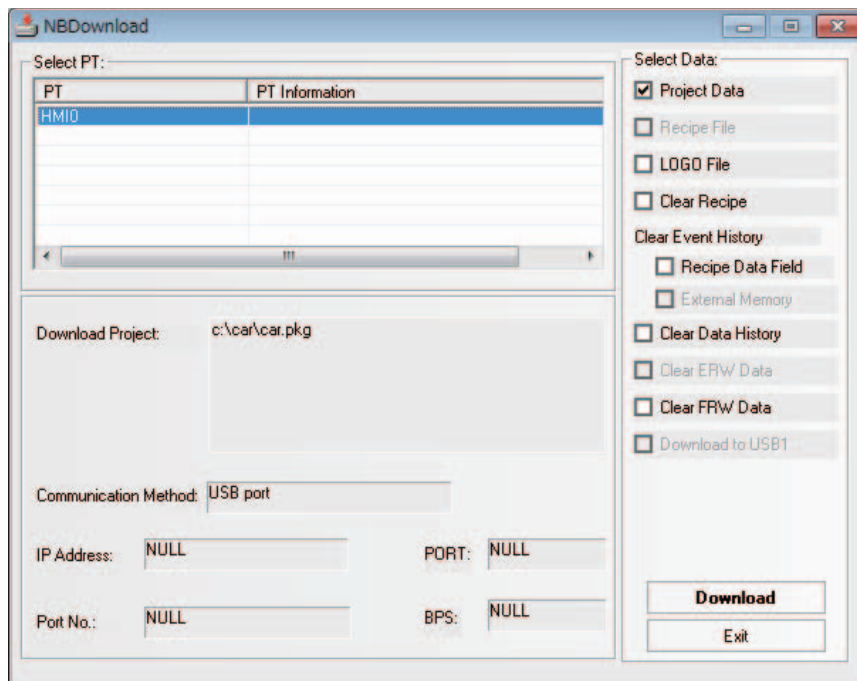 NBDownload
Select PT:
PT PT Information
HMI0
Download Project: c:\car\car.pkg
Communication Method: USB port
IP Address: NULL PORT: NULL
Port No.: NULL BPS: NULL
Select Data:
Project Data
Recipe File
LOGO File
Clear Recipe
Clear Event History
Recipe Data Field
External Memory
Clear Data History
Clear ERW Data
Clear FRW Data
Download to USB1
Download
Exit